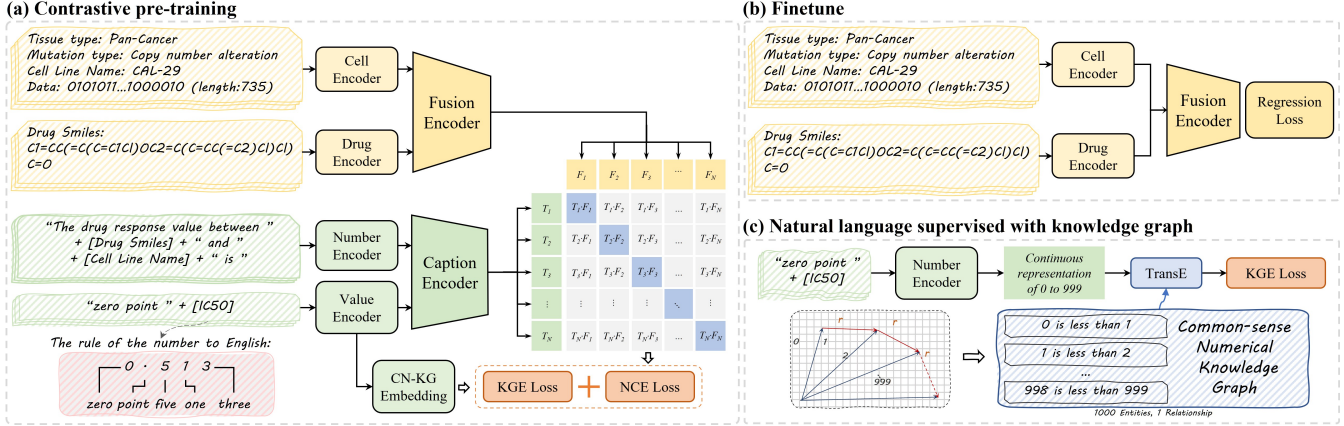 (a) Contrastive pre-training
Tissue type: Pan-Cancer
Mutation type: Copy number alteration
Cell Line Name: CAL-29
Data: 0101011...1000010 (length:735)
Cell
Encoder
Drug Smiles:
C1=CC(=C(C=C1Cl)OC2=C(C=CC(=C2)Cl)Cl)
C=O
Drug
Encoder
Fusion
Encoder
F1 F2 F3 ... FN
T1 T1·F1 T1·F2 T1·F3 ... T1·FN
T2 T2·F1 T2·F2 T2·F3 ... T2·FN
T3 T3·F1 T3·F2 T3·F3 ... T3·FN
⋮ ⋮ ⋮ ⋮ ⋱ ⋮
TN TN·F1 TN·F2 TN·F3 ... TN·FN
“The drug response value between ”
+ [Drug Smiles] + “ and ”
+ [Cell Line Name] + “ is ”
Number
Encoder
“zero point ” + [IC50]
Value
Encoder
Caption
Encoder
The rule of the number to English:
0 . 5 1 3
zero point five one three
CN-KG
Embedding
KGE Loss + NCE Loss
(b) Finetune
Tissue type: Pan-Cancer
Mutation type: Copy number alteration
Cell Line Name: CAL-29
Data: 0101011...1000010 (length:735)
Cell
Encoder
Drug Smiles:
C1=CC(=C(C=C1Cl)OC2=C(C=CC(=C2)Cl)Cl)
C=O
Drug
Encoder
Fusion
Encoder
Regression
Loss
(c) Natural language supervised with knowledge graph
“zero point ”
+ [IC50]
Number
Encoder
Continuous
representation
of 0 to 999
TransE
KGE Loss
0 1 2 999 r r r
0 is less than 1
1 is less than 2
...
998 is less than 999
Common-sense
Numerical
Knowledge
Graph
1000 Entities, 1 Relationship